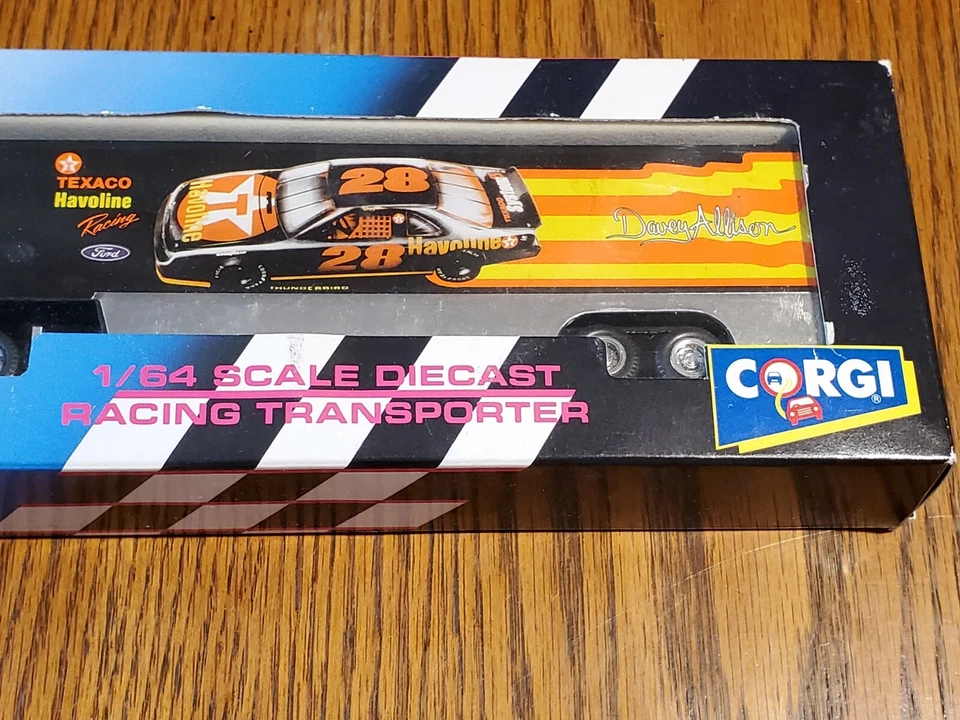 TEXACO
Havoline
Racing
Ford
Havoline
T
28
28
Havoline
THUNDERBIRD
Davey Allison
1/64 SCALE DIECAST
RACING TRANSPORTER
CORGI®